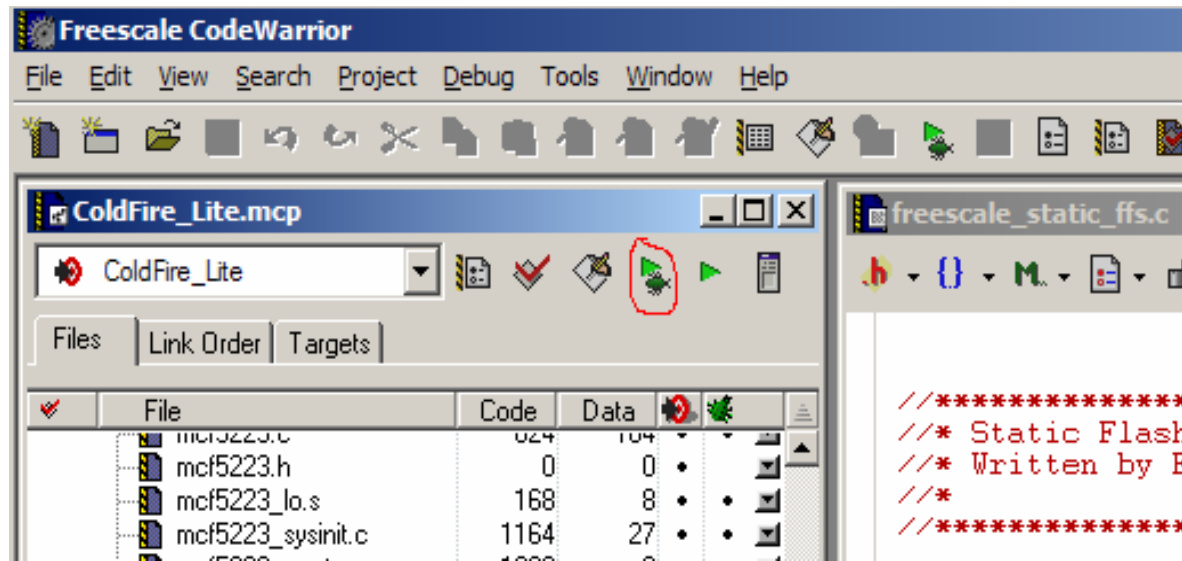 Freescale CodeWarrior
File Edit View Search Project Debug Tools Window Help
ColdFire_Lite.mcp
freescale_static_ffs.c
ColdFire_Lite
.h {} M.
Files Link Order Targets
File Code Data
mcf5223.h 0 0
mcf5223_lo.s 168 8
mcf5223_sysinit.c 1164 27
//**************
//* Static Flash
//* Written by
//*
//**************